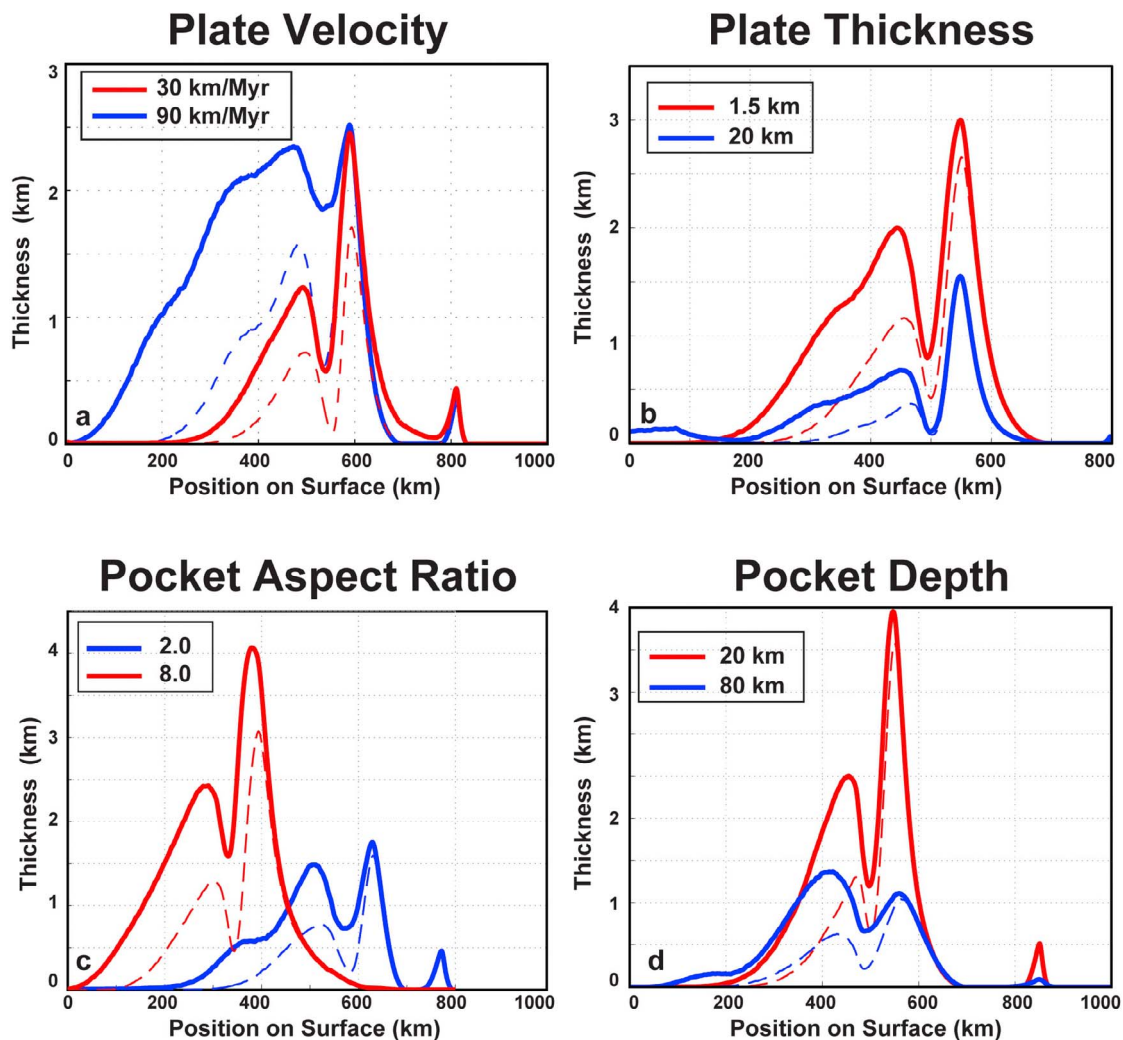 Plate Velocity
3
2
1
0
Thickness (km)
30 km/Myr
90 km/Myr
a
0 200 400 600 800 1000
Position on Surface (km)
Plate Thickness
3
2
1
0
Thickness (km)
1.5 km
20 km
b
0 200 400 600 800
Position on Surface (km)
Pocket Aspect Ratio
4
3
2
1
0
Thickness (km)
2.0
8.0
c
0 200 400 600 800 1000
Position on Surface (km)
Pocket Depth
4
3
2
1
0
Thickness (km)
20 km
80 km
d
200 400 600 800 1000
Position on Surface (km)